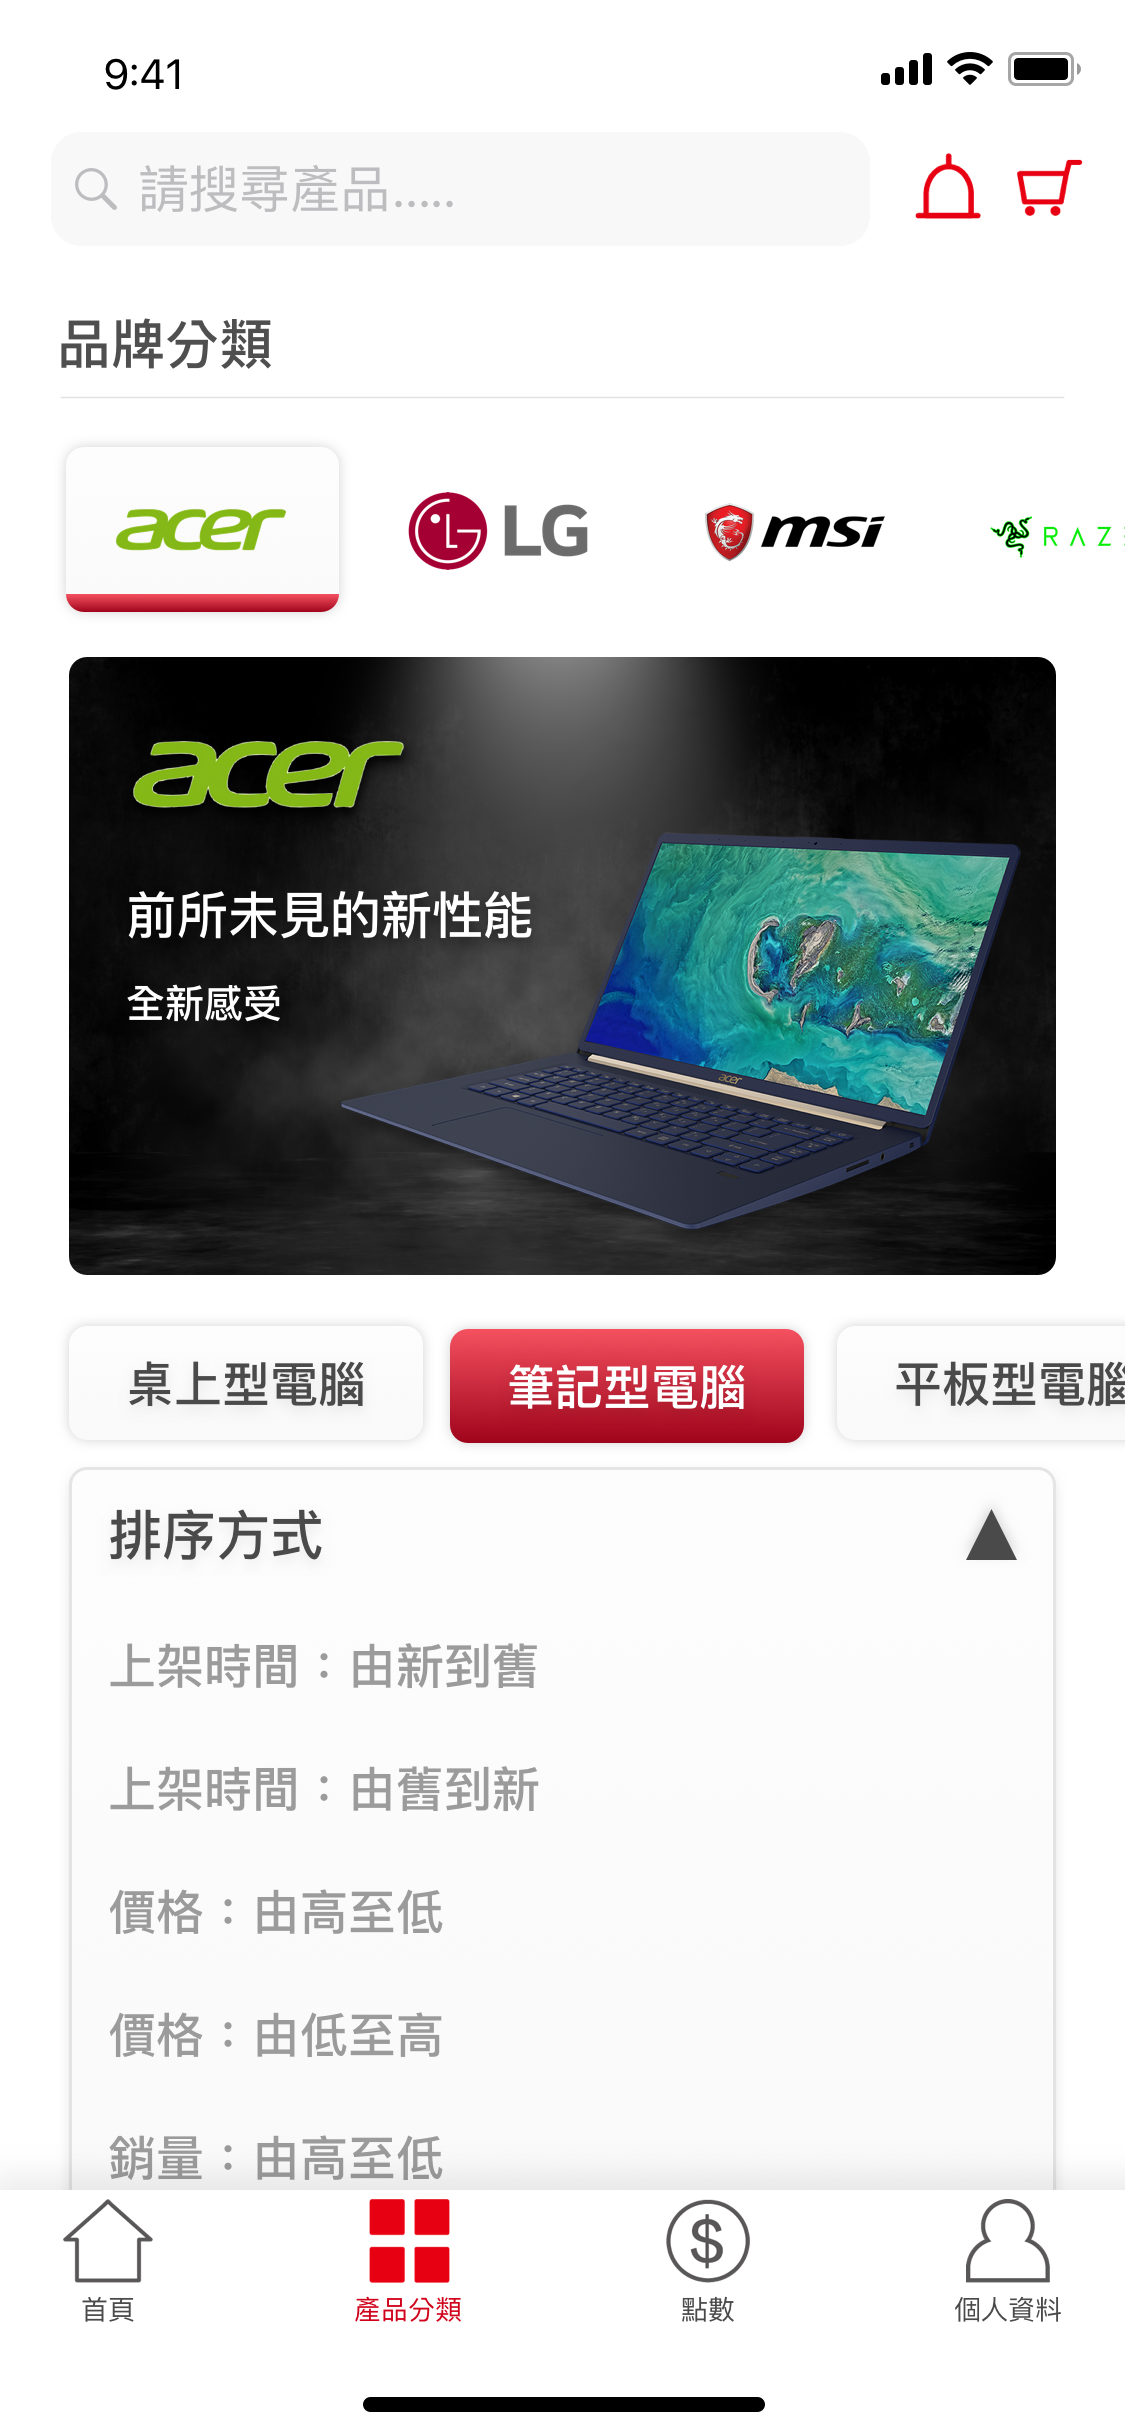 9:41
請搜尋產品.....
品牌分類
acer
LG
msi
RAZ
acer
前所未見的新性能
全新感受
acer
桌上型電腦
筆記型電腦
平板型電腦
排序方式
上架時間：由新到舊
上架時間：由舊到新
價格：由高至低
價格：由低至高
銷量：由高至低
首頁
產品分類
點數
個人資料